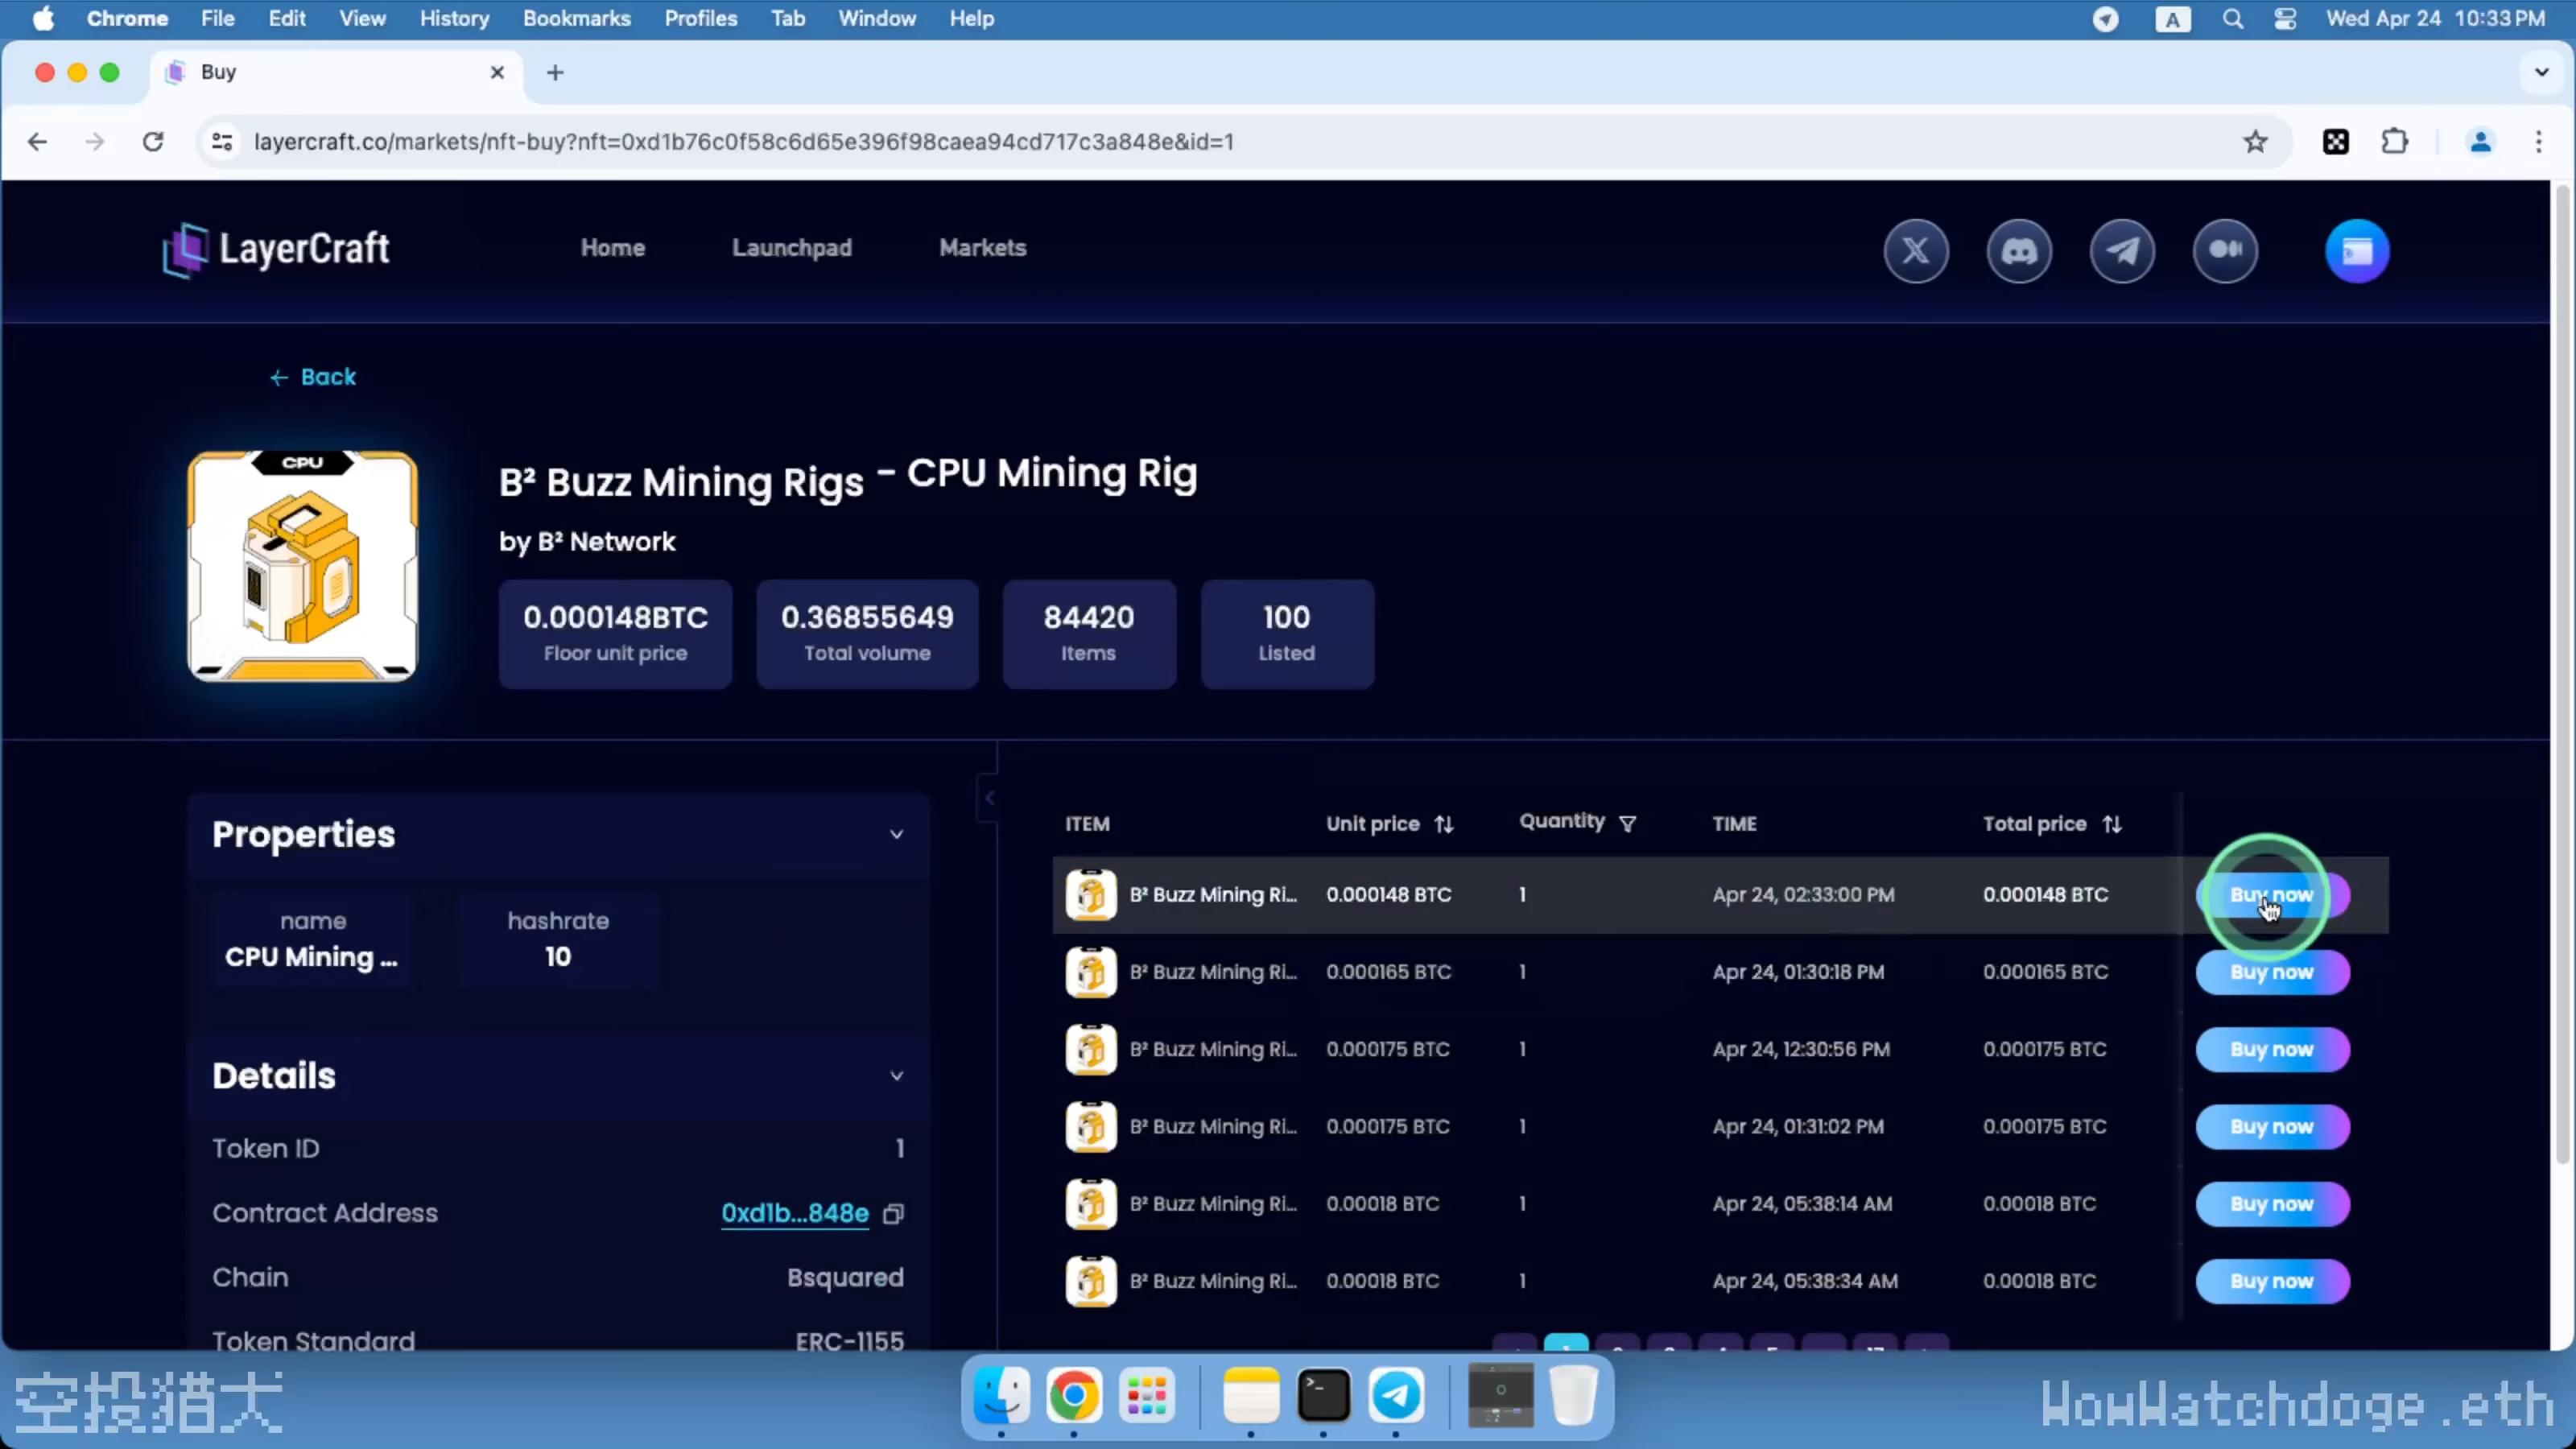 Chrome File Edit View History Bookmarks Profiles Tab Window Help A Wed Apr 24 10:33 PM
Buy
layercraft.co/markets/nft-buy?nft=0xd1b76c0f58c6d65e396f98caea94cd717c3a848e&id=1
LayerCraft Home Launchpad Markets
← Back
CPU
B² Buzz Mining Rigs - CPU Mining Rig
by B² Network
0.000148BTC 0.36855649 84420 100
Floor unit price Total volume Items Listed
Properties
name hashrate
CPU Mining ... 10
Details
Token ID 1
Contract Address 0xd1b...848e
Chain Bsquared
Token Standard ERC-1155
ITEM Unit price Quantity TIME Total price
B² Buzz Mining Ri... 0.000148 BTC 1 Apr 24, 02:33:00 PM 0.000148 BTC Buy now
B² Buzz Mining Ri... 0.000165 BTC 1 Apr 24, 01:30:18 PM 0.000165 BTC Buy now
B² Buzz Mining Ri... 0.000175 BTC 1 Apr 24, 12:30:56 PM 0.000175 BTC Buy now
B² Buzz Mining Ri... 0.000175 BTC 1 Apr 24, 01:31:02 PM 0.000175 BTC Buy now
B² Buzz Mining Ri... 0.00018 BTC 1 Apr 24, 05:38:14 AM 0.00018 BTC Buy now
B² Buzz Mining Ri... 0.00018 BTC 1 Apr 24, 05:38:34 AM 0.00018 BTC Buy now
空投猫犬
WowWatchdoge.eth